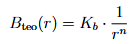 B_teo(r) = K_b · 1/r^n